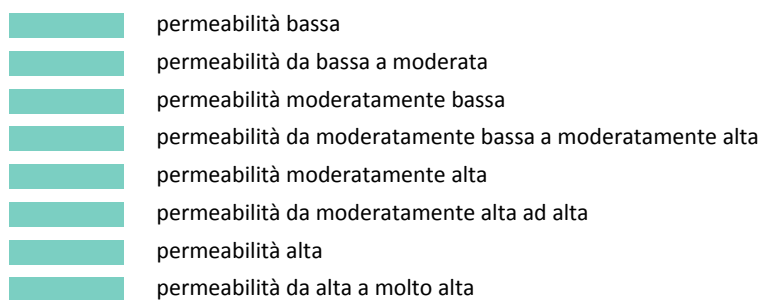 permeabilità bassa
permeabilità da bassa a moderata
permeabilità moderatamente bassa
permeabilità da moderatamente bassa a moderatamente alta
permeabilità moderatamente alta
permeabilità da moderatamente alta ad alta
permeabilità alta
permeabilità da alta a molto alta